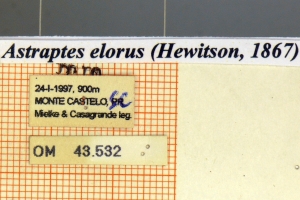 Astraptes elorus (Hewitson, 1867)
24-I-1997, 900m
MONTE CASTELO, SC
Mielke & Casagrande leg.
OM 43.532